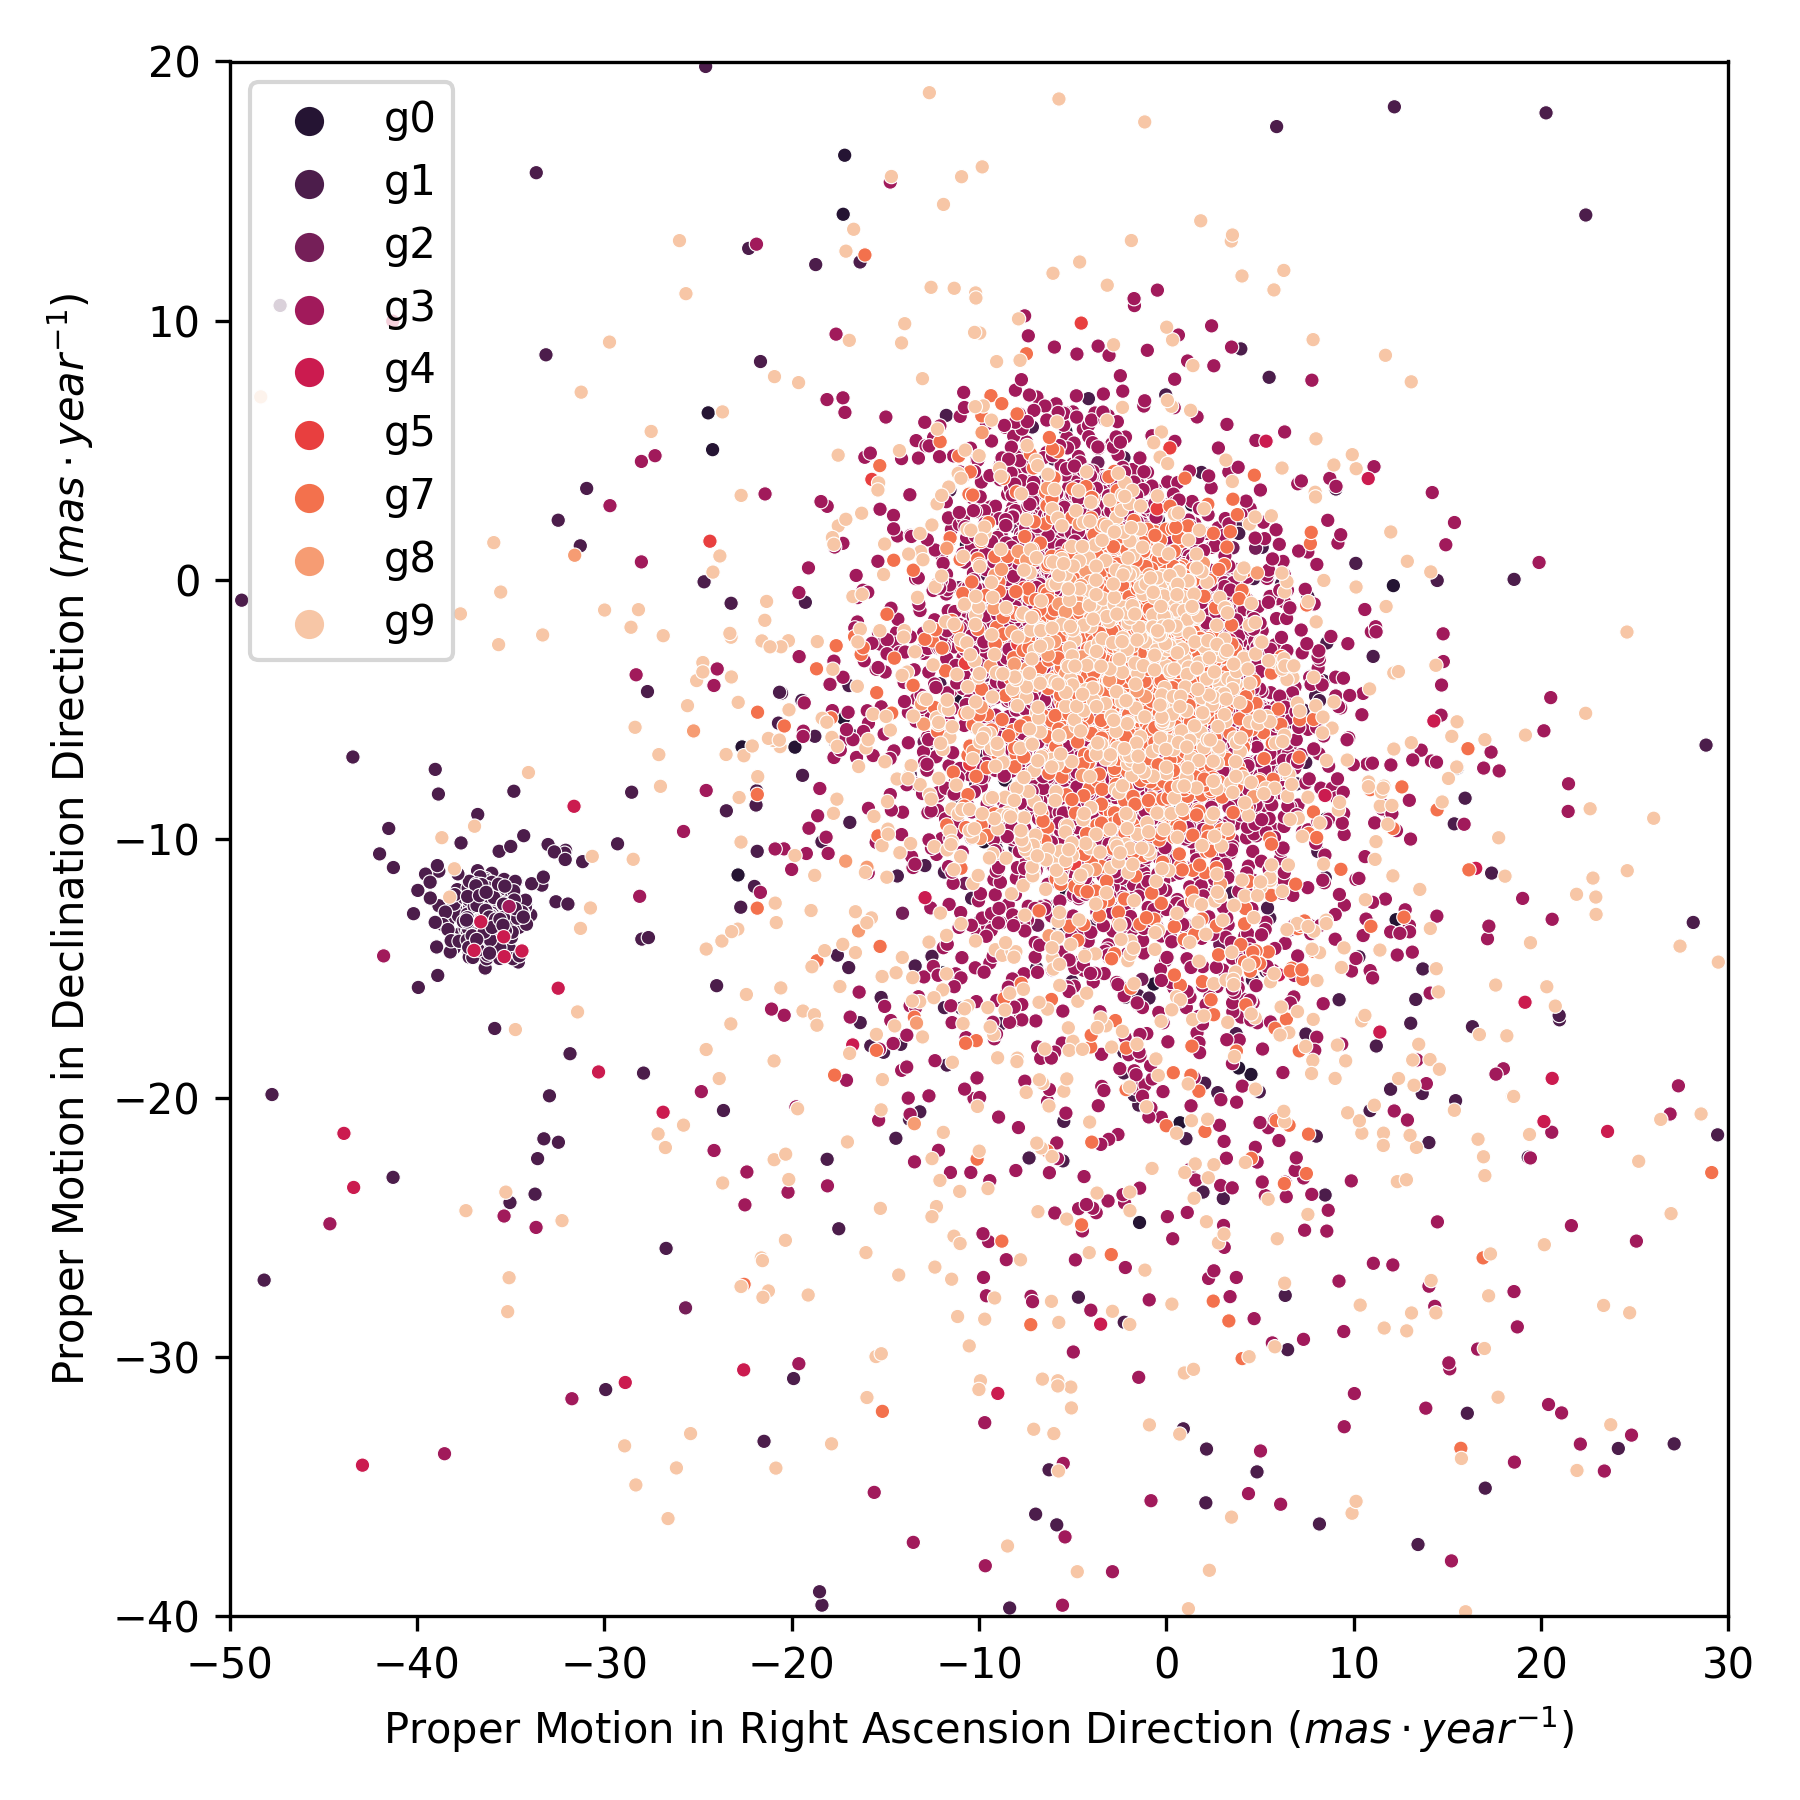 20
10
0
−10
−20
−30
−40
Proper Motion in Declination Direction (mas · year⁻¹)
g0
g1
g2
g3
g4
g5
g7
g8
g9
−50 −40 −30 −20 −10 0 10 20 30
Proper Motion in Right Ascension Direction (mas · year⁻¹)